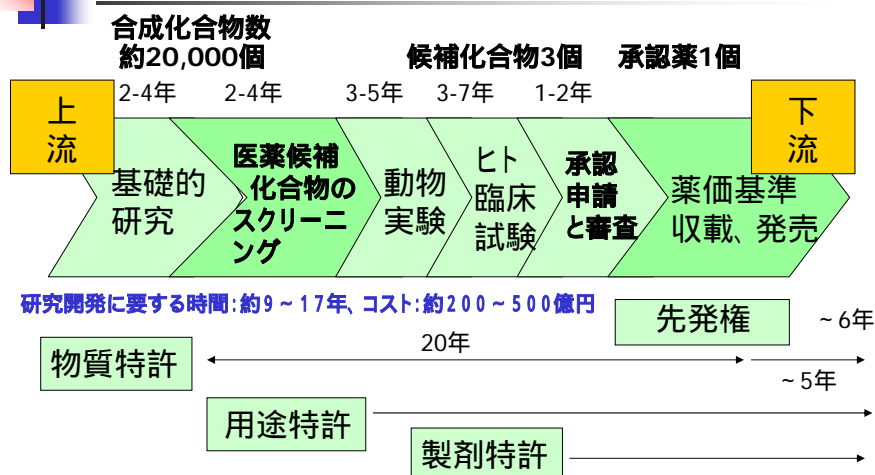 合成化合物数
約20,000個
候補化合物3個
承認薬1個
2-4年
2-4年
3-5年
3-7年
1-2年
上
流
下
流
基礎的
研究
医薬候補
化合物の
スクリーニ
ング
動物
実験
ヒト
臨床
試験
承認
申請
と審査
薬価基準
収載、発売
研究開発に要する時間:約9~17年、コスト:約200~500億円
先発権
~6年
20年
物質特許
~5年
用途特許
製剤特許